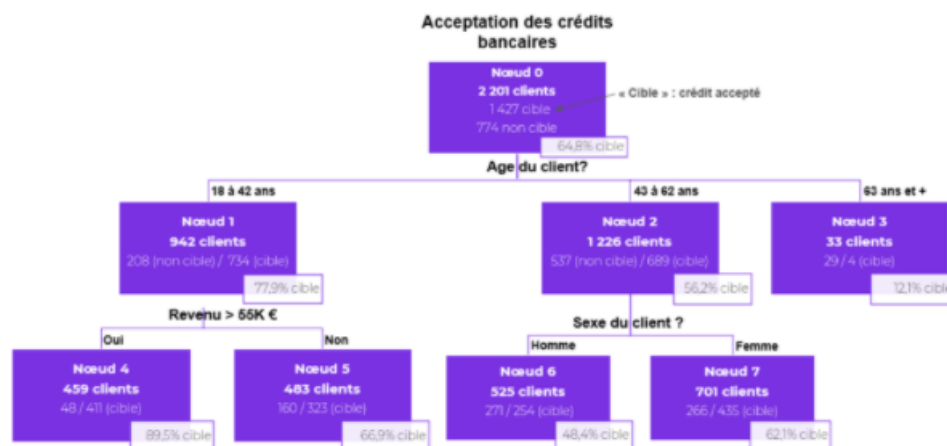 Acceptation des crédits
bancaires
Nœud 0
2 201 clients
1 427 cible
774 non cible
64,8% cible
« Cible » : crédit accepté
Age du client?
18 à 42 ans
43 à 62 ans
63 ans et +
Nœud 1
942 clients
208 (non cible) / 734 (cible)
77,9% cible
Nœud 2
1 226 clients
537 (non cible) / 689 (cible)
56,2% cible
Nœud 3
33 clients
29 / 4 (cible)
12,1% cible
Revenu > 55K €
Sexe du client ?
Oui
Non
Homme
Femme
Nœud 4
459 clients
48 / 411 (cible)
89,5% cible
Nœud 5
483 clients
160 / 323 (cible)
66,9% cible
Nœud 6
525 clients
271 / 254 (cible)
48,4% cible
Nœud 7
701 clients
266 / 435 (cible)
62,1% cible